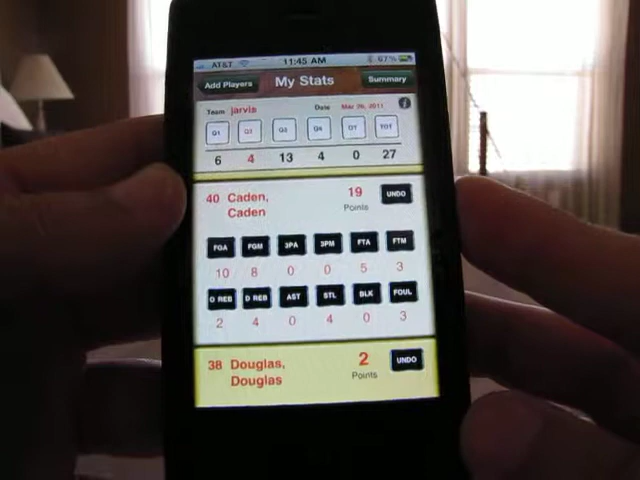 AT&T 11:45 AM 67%
Add Players My Stats Summary
Team jarvis Date Mar 26, 2011
Q1 Q2 Q3 Q4 OT TOT
6 4 13 4 0 27
40 Caden, Caden 19 Points UNDO
FGA FGM 3PA 3PM FTA FTM
10 8 0 0 5 3
O REB D REB AST STL BLK FOUL
2 4 0 4 0 3
38 Douglas, Douglas 2 Points UNDO